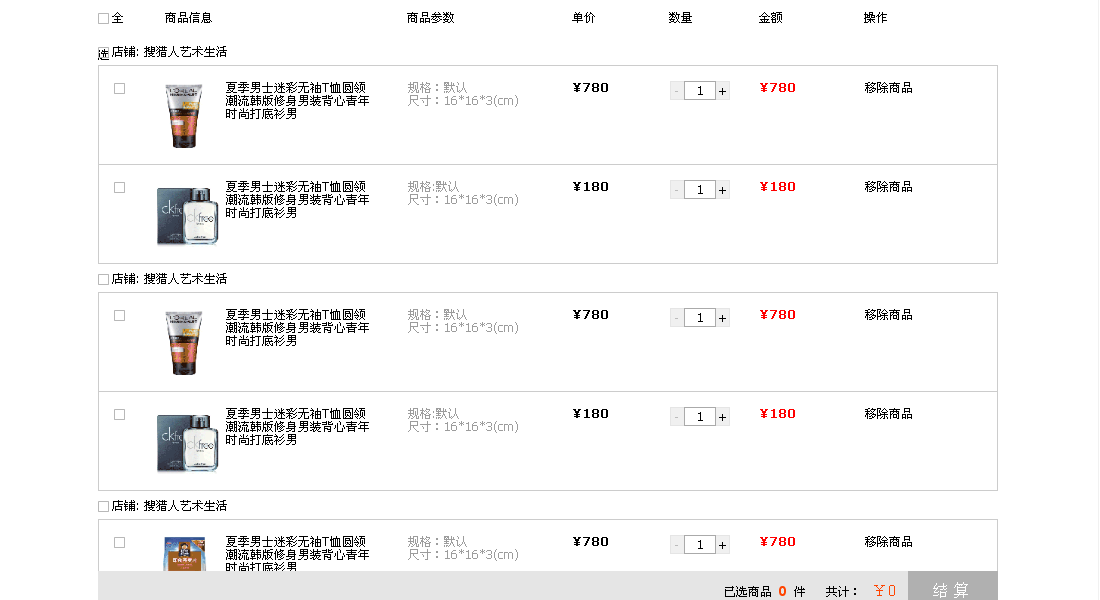 全 商品信息 商品参数 单价 数量 金额 操作
选 店铺: 搜猎人艺术生活
夏季男士迷彩无袖T恤圆领 规格：默认 ¥780 - 1 + ¥780 移除商品
潮流韩版修身男装背心青年 尺寸：16*16*3(cm)
时尚打底衫男
夏季男士迷彩无袖T恤圆领 规格:默认 ¥180 - 1 + ¥180 移除商品
潮流韩版修身男装背心青年 尺寸：16*16*3(cm)
时尚打底衫男
ckfree
店铺: 搜猎人艺术生活
夏季男士迷彩无袖T恤圆领 规格：默认 ¥780 - 1 + ¥780 移除商品
潮流韩版修身男装背心青年 尺寸：16*16*3(cm)
时尚打底衫男
夏季男士迷彩无袖T恤圆领 规格:默认 ¥180 - 1 + ¥180 移除商品
潮流韩版修身男装背心青年 尺寸：16*16*3(cm)
时尚打底衫男
ckfree
店铺: 搜猎人艺术生活
夏季男士迷彩无袖T恤圆领 规格：默认 ¥780 - 1 + ¥780 移除商品
潮流韩版修身男装背心青年 尺寸：16*16*3(cm)
时尚打底衫男
已选商品 0 件 共计： ¥0 结算